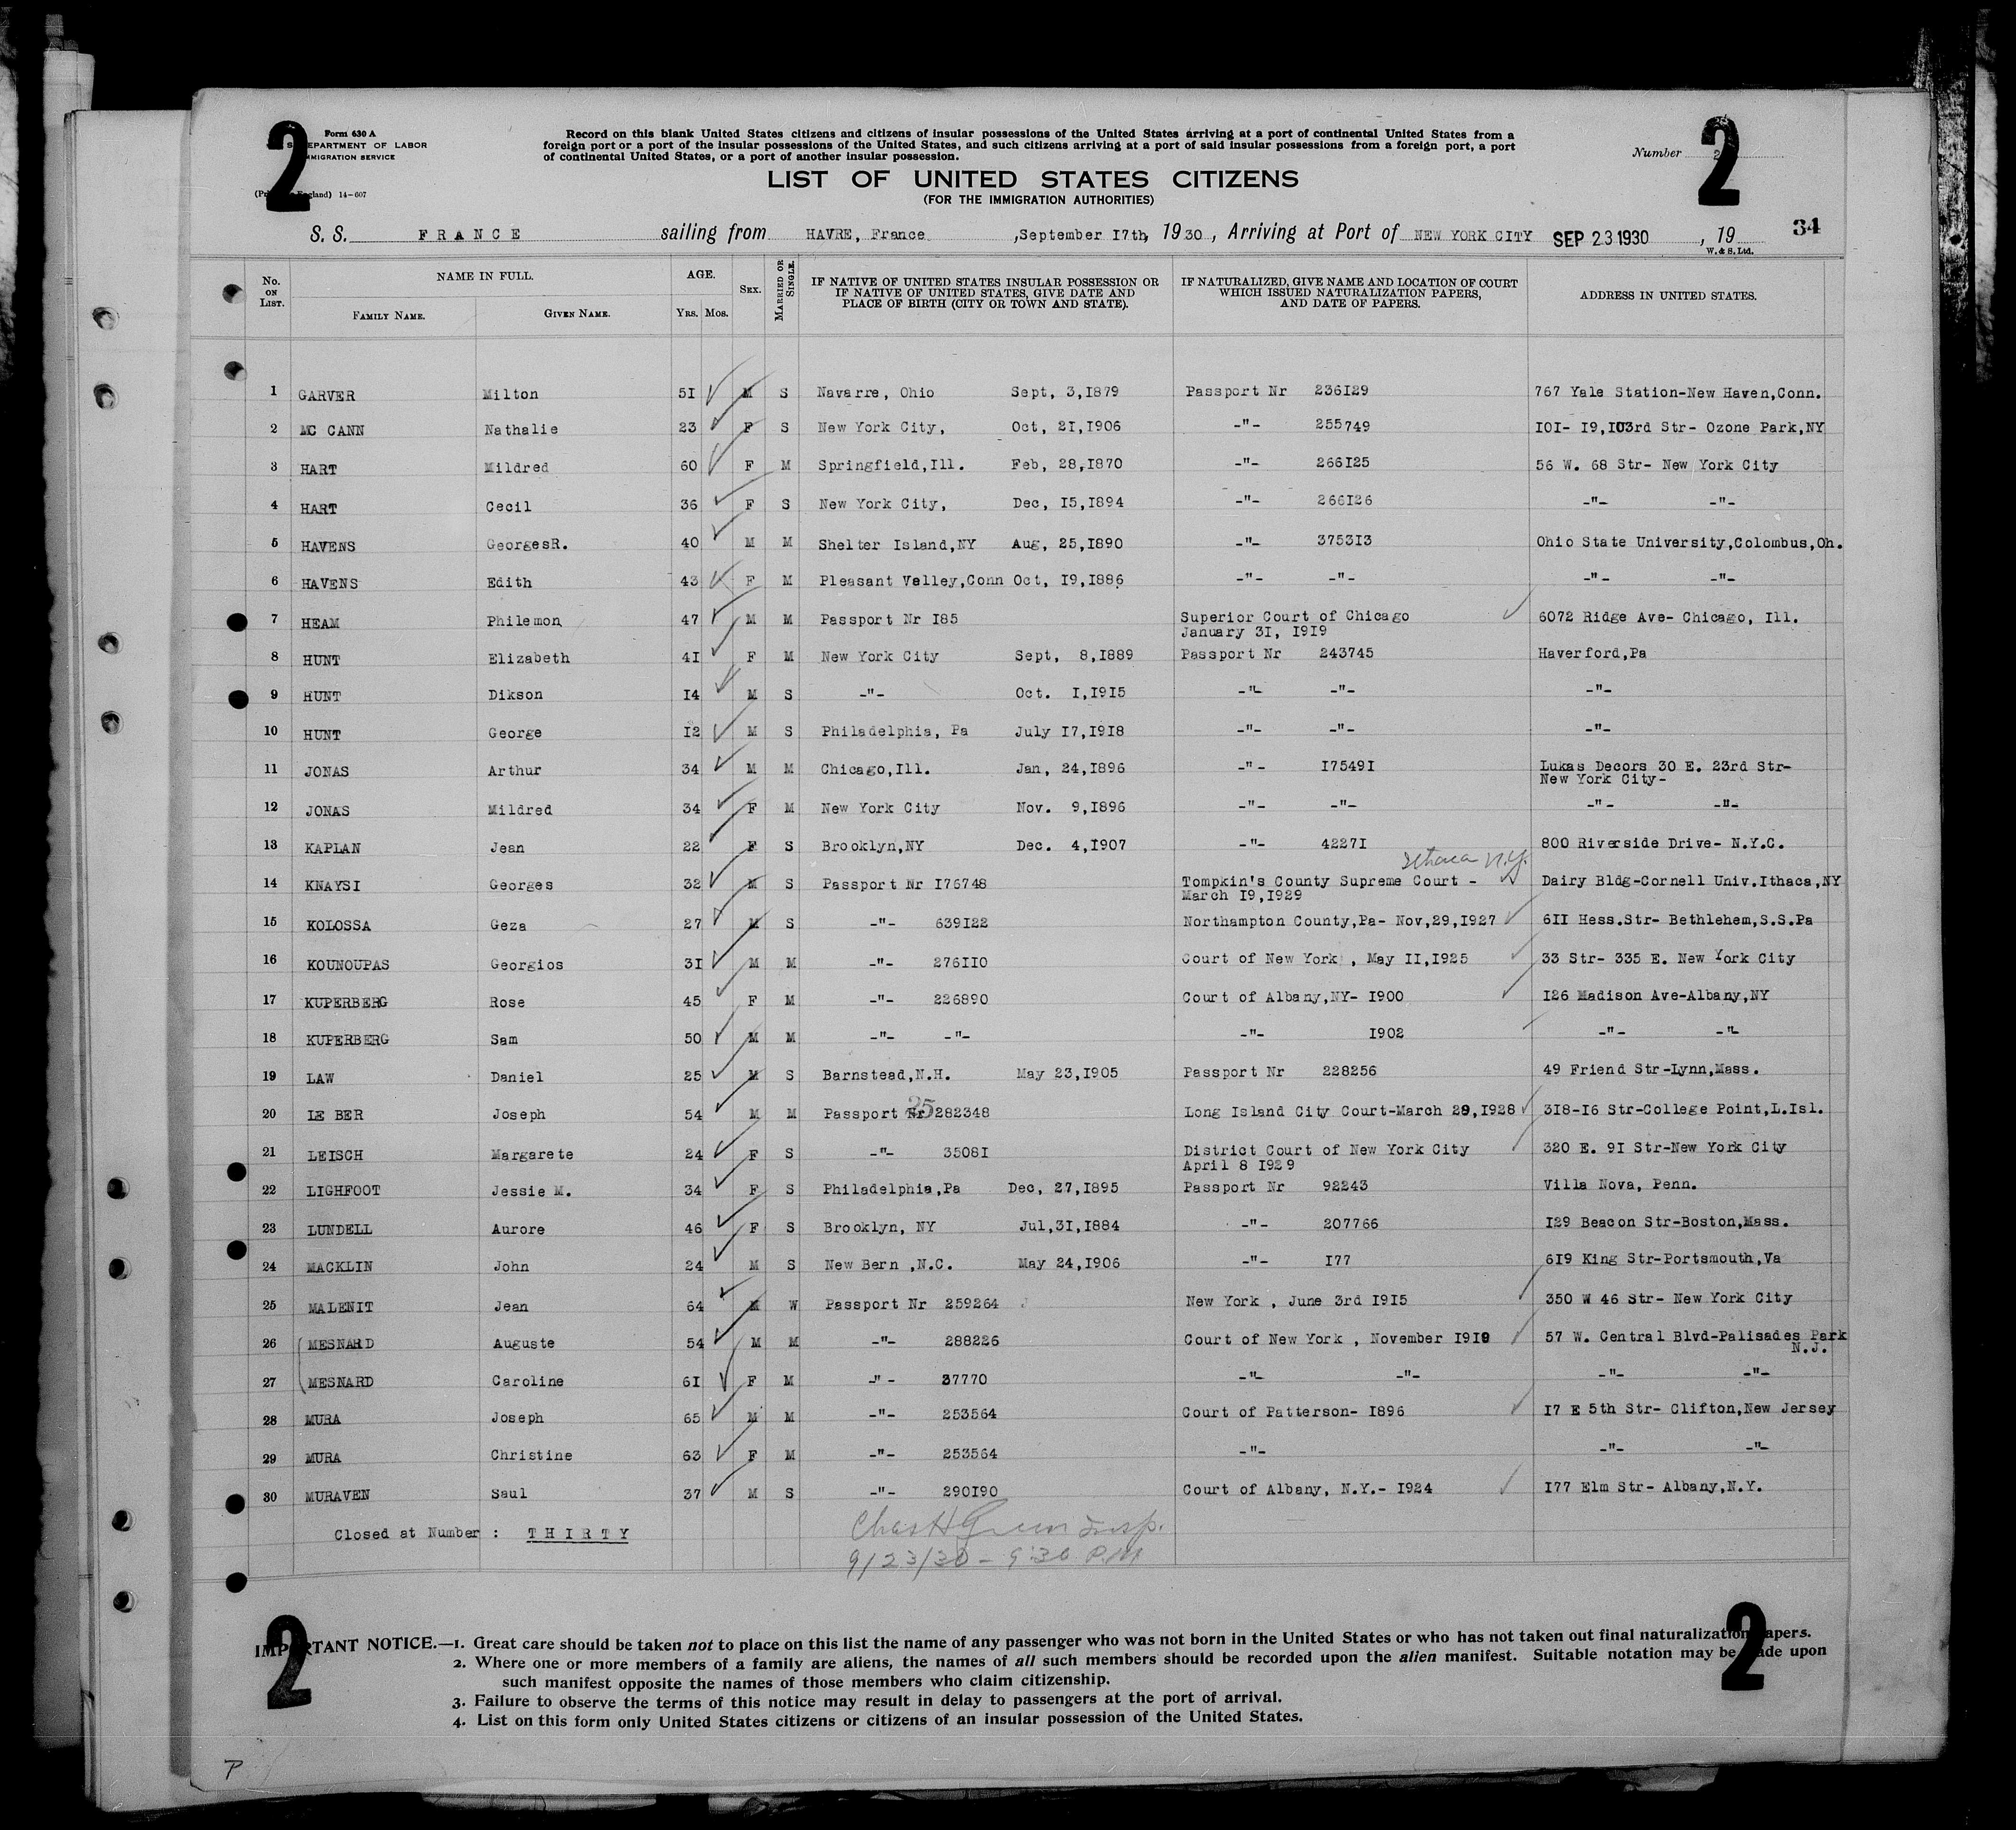 2 2
Form 630 A
DEPARTMENT OF LABOR
IMMIGRATION SERVICE
14-607
Record on this blank United States citizens and citizens of insular possessions of the United States arriving at a port of continental United States from a
foreign port or a port of the insular possessions of the United States, and such citizens arriving at a port of said insular possessions from a foreign port, a port
of continental United States, or a port of another insular possession.
Number 2
LIST OF UNITED STATES CITIZENS
(FOR THE IMMIGRATION AUTHORITIES)
S. S. FRANCE sailing from HAVRE, France ,September 17th, 1930, Arriving at Port of NEW YORK CITY SEP 23 1930, 19 34
W. & S. Ltd.
No. ON LIST. NAME IN FULL. FAMILY NAME. GIVEN NAME. AGE. YRS. MOS. SEX. MARRIED OR SINGLE. IF NATIVE OF UNITED STATES INSULAR POSSESSION OR IF NATIVE OF UNITED STATES, GIVE DATE AND PLACE OF BIRTH (CITY OR TOWN AND STATE). IF NATURALIZED, GIVE NAME AND LOCATION OF COURT WHICH ISSUED NATURALIZATION PAPERS, AND DATE OF PAPERS. ADDRESS IN UNITED STATES.
1 GARVER Milton 51 M S Navarre, Ohio Sept, 3,1879 Passport Nr 236129 767 Yale Station-New Haven,Conn.
2 MC CANN Nathalie 23 F S New York City, Oct, 21,1906 -"- 255749 101- 19,103rd Str- Ozone Park,NY
3 HART Mildred 60 F M Springfield,Ill. Feb, 28,1870 -"- 266125 56 W. 68 Str- New York City
4 HART Cecil 36 F S New York City, Dec, 15,1894 -"- 266126 -"- -"-
5 HAVENS GeorgesR. 40 M M Shelter Island,NY Aug, 25,1890 -"- 375313 Ohio State University,Colombus,Oh.
6 HAVENS Edith 43 F M Pleasant Valley,Conn Oct, 19,1886 -"- -"- -"- -"-
7 HEAM Philemon 47 M M Passport Nr 185 Superior Court of Chicago 6072 Ridge Ave- Chicago, Ill.
January 31, 1919
8 HUNT Elizabeth 41 F M New York City Sept, 8,1889 Passport Nr 243745 Haverford,Pa
9 HUNT Dikson 14 M S -"- Oct. 1,1915 -"- -"- -"-
10 HUNT George 12 M S Philadelphia, Pa July 17,1918 -"- -"- -"-
11 JONAS Arthur 34 M M Chicago,Ill. Jan, 24,1896 -"- 175491 Lukas Decors 30 E. 23rd Str-
New York City-
12 JONAS Mildred 34 F M New York City Nov. 9,1896 -"- -"- -"- -"-
13 KAPLAN Jean 22 F S Brooklyn,NY Dec. 4,1907 -"- 42271 800 Riverside Drive- N.Y.C.
Ithaca N.Y.
14 KNAYSI Georges 32 M S Passport Nr 176748 Tompkin's County Supreme Court - Dairy Bldg-Cornell Univ.Ithaca,NY
March 19,1929
15 KOLOSSA Geza 27 M S -"- 639122 Northampton County,Pa- Nov,29,1927 611 Hess.Str- Bethlehem,S.S.Pa
16 KOUNOUPAS Georgios 31 M M -"- 276110 Court of New York , May 11,1925 33 Str- 335 E. New York City
17 KUPERBERG Rose 45 F M -"- 226890 Court of Albany,NY- 1900 126 Madison Ave-Albany,NY
18 KUPERBERG Sam 50 M M -"- -"- -"- 1902 -"- -"-
19 LAW Daniel 25 M S Barnstead,N.H. May 23,1905 Passport Nr 228256 49 Friend Str-Lynn,Mass.
20 LE BER Joseph 54 M M Passport Nr 25 282348 Long Island City Court-March 29,1928 318-16 Str-College Point,L.Isl.
21 LEISCH Margarete 24 F S -"- 35081 District Court of New York City 320 E. 91 Str-New York City
April 8 1929
22 LIGHFOOT Jessie M. 34 F S Philadelphia,Pa Dec, 27,1895 Passport Nr 92243 Villa Nova, Penn.
23 LUNDELL Aurore 46 F S Brooklyn, NY Jul,31,1884 -"- 207766 129 Beacon Str-Boston,Mass.
24 MACKLIN John 24 M S New Bern ,N.C. May 24,1906 -"- 177 619 King Str-Portsmouth,Va
25 MALENIT Jean 64 M W Passport Nr 259264 New York , June 3rd 1915 350 W 46 Str- New York City
26 MESNARD Auguste 54 M M -"- 288226 Court of New York , November 1919 57 W. Central Blvd-Palisades Park
N.J.
27 MESNARD Caroline 61 F M -"- 37770 -"- -"- -"- -"-
28 MURA Joseph 65 M M -"- 253564 Court of Patterson- 1896 17 E 5th Str- Clifton,New Jersey
29 MURA Christine 63 F M -"- 253564 -"- -"- -"-
30 MURAVEN Saul 37 M S -"- 290190 Court of Albany, N.Y.- 1924 177 Elm Str- Albany,N.Y.
Closed at Number : THIRTY
Chas H Green Insp.
9/23/30 - 9:30 P.M
2 2
IMPORTANT NOTICE.—1. Great care should be taken not to place on this list the name of any passenger who was not born in the United States or who has not taken out final naturalization papers.
2. Where one or more members of a family are aliens, the names of all such members should be recorded upon the alien manifest. Suitable notation may be made upon
such manifest opposite the names of those members who claim citizenship.
3. Failure to observe the terms of this notice may result in delay to passengers at the port of arrival.
4. List on this form only United States citizens or citizens of an insular possession of the United States.
P